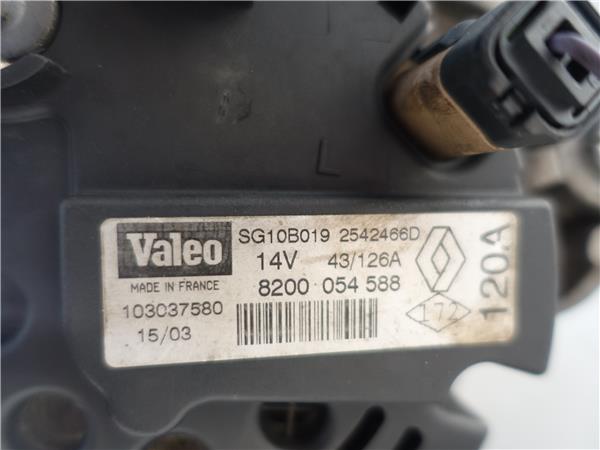 L
Valeo
SG10B019 2542466D
14V 43/126A
MADE IN FRANCE
8200 054 588
103037580
15/03
172
120A